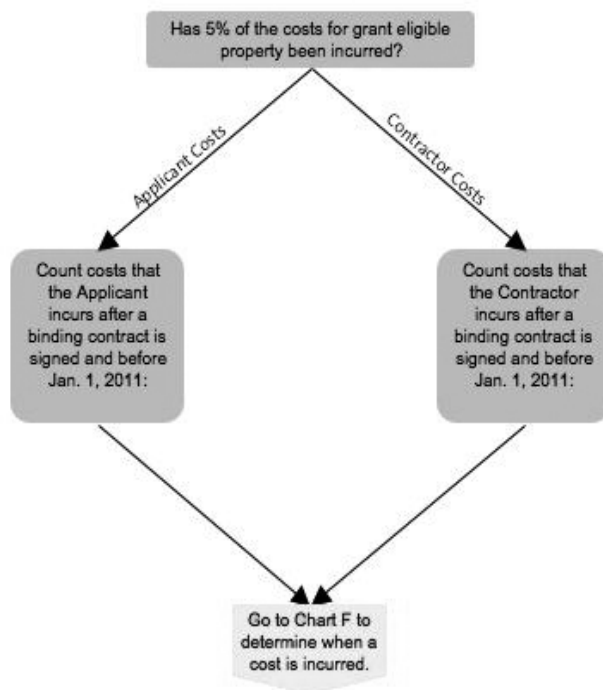 Has 5% of the costs for grant eligible
property been incurred?
Applicant Costs
Contractor Costs
Count costs that
the Applicant
incurs after a
binding contract is
signed and before
Jan. 1, 2011:
Count costs that
the Contractor
incurs after a
binding contract is
signed and before
Jan. 1, 2011:
Go to Chart F to
determine when a
cost is incurred.